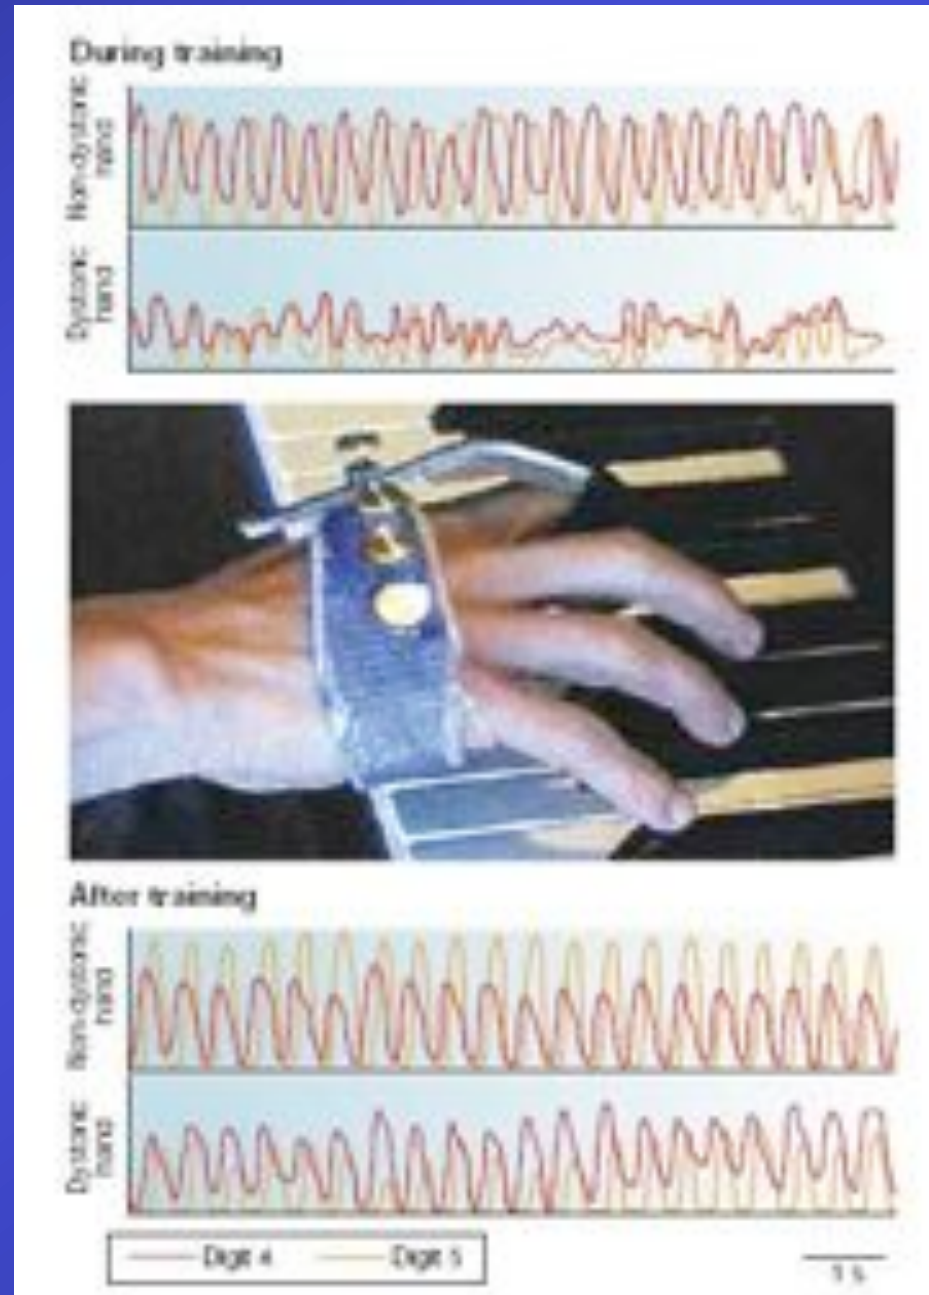 During training
Non-dystonic
hand
Dystonic
hand
After training
Non-dystonic
hand
Dystonic
hand
Digit 4
Digit 5
1 s